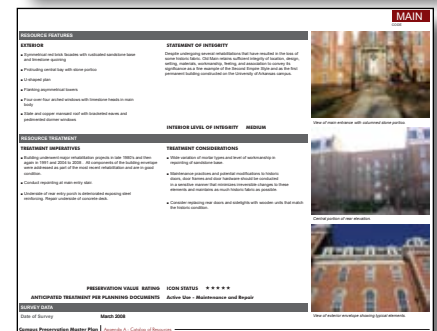 MAIN
CODE
RESOURCE FEATURES
EXTERIOR
Symmetrical red brick facades with rusticated sandstone base
and limestone quoining
Protruding central bay with stone portico
U-shaped plan
Flanking asymmetrical towers
Four over four arched windows with limestone heads in main
body
Slate and copper mansard roof with bracketed eaves and
pedimented dormer windows
STATEMENT OF INTEGRITY
Despite undergoing several rehabilitations that have resulted in the loss of
some historic fabric, Old Main retains sufficient integrity of location, design,
setting, materials, workmanship, feeling, and association to convey its
significance as a fine example of the Second Empire Style and as the first
permanent building constructed on the University of Arkansas campus.
INTERIOR LEVEL OF INTEGRITY MEDIUM
View of main entrance with columned stone portico.
RESOURCE TREATMENT
TREATMENT IMPERATIVES
Building underwent major rehabilitation projects in late 1980's and then
again in 1991 and 2004 to 2009. All components of the building envelope
were addressed as part of the most recent rehabilitation and are in good
condition.
Conduct repointing at main entry stair.
Underside of rear entry porch is deteriorated exposing steel
reinforcing. Repair underside of concrete deck.
TREATMENT CONSIDERATIONS
Wide variation of mortar types and level of workmanship in
repointing of sandstone base.
Maintenance practices and potential modifications to historic
doors, door frames and door hardware should be conducted
in a sensitive manner that minimizes irreversible changes to these
elements and maintains as much historic fabric as possible.
Consider replacing rear doors and sidelights with wooden units that match
the historic condition.
Central portion of rear elevation
PRESERVATION VALUE RATING ICON STATUS ★★★★★
ANTICIPATED TREATMENT PER PLANNING DOCUMENTS Active Use – Maintenance and Repair
SURVEY DATA
Date of Survey March 2009
View of exterior envelope showing typical elements.
Campus Preservation Master Plan | Appendix A - Catalog of Resources